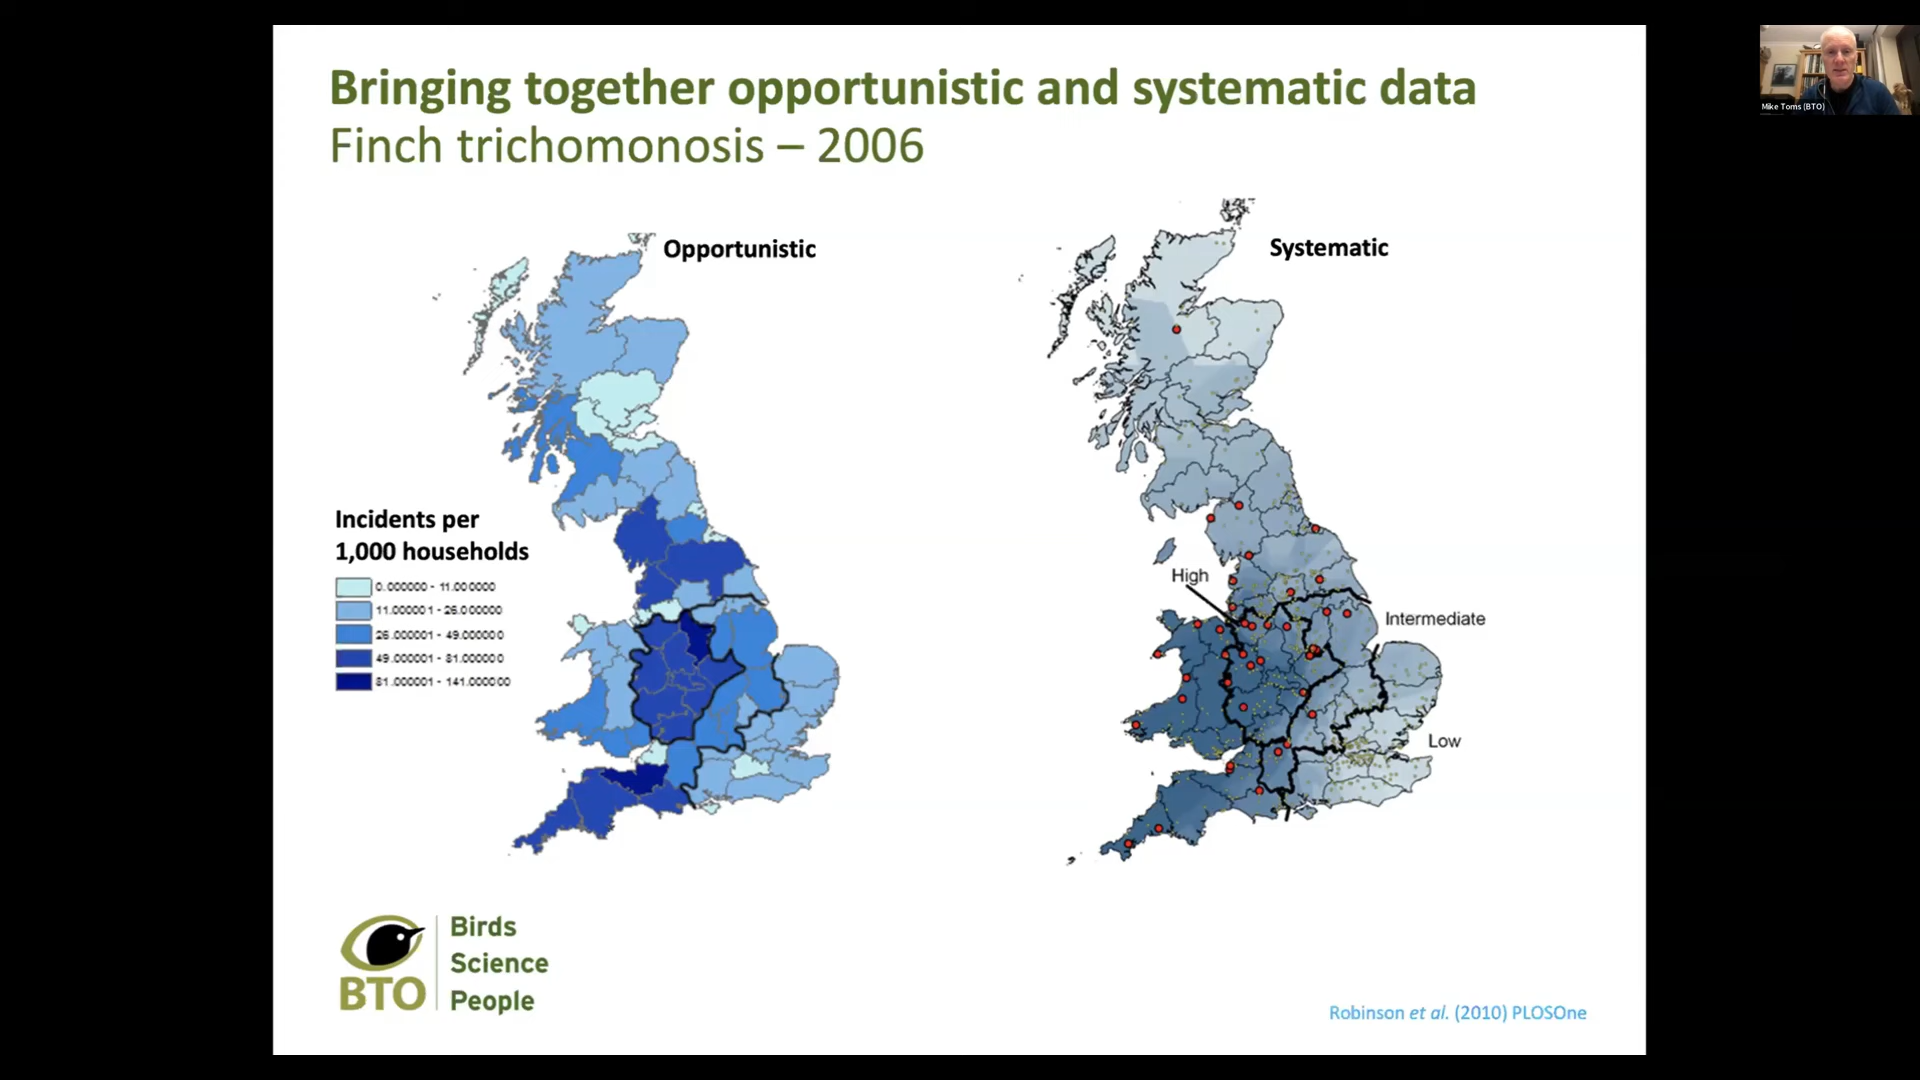 Bringing together opportunistic and systematic data
Finch trichomonosis – 2006
Opportunistic
Systematic
Incidents per
1,000 households
0.000000 - 11.000000
11.000001 - 26.000000
26.000001 - 49.000000
49.000001 - 81.000000
81.000001 - 141.000000
High
Intermediate
Low
BTO
Birds
Science
People
Robinson et al. (2010) PLOSOne
Mike Toms (BTO)